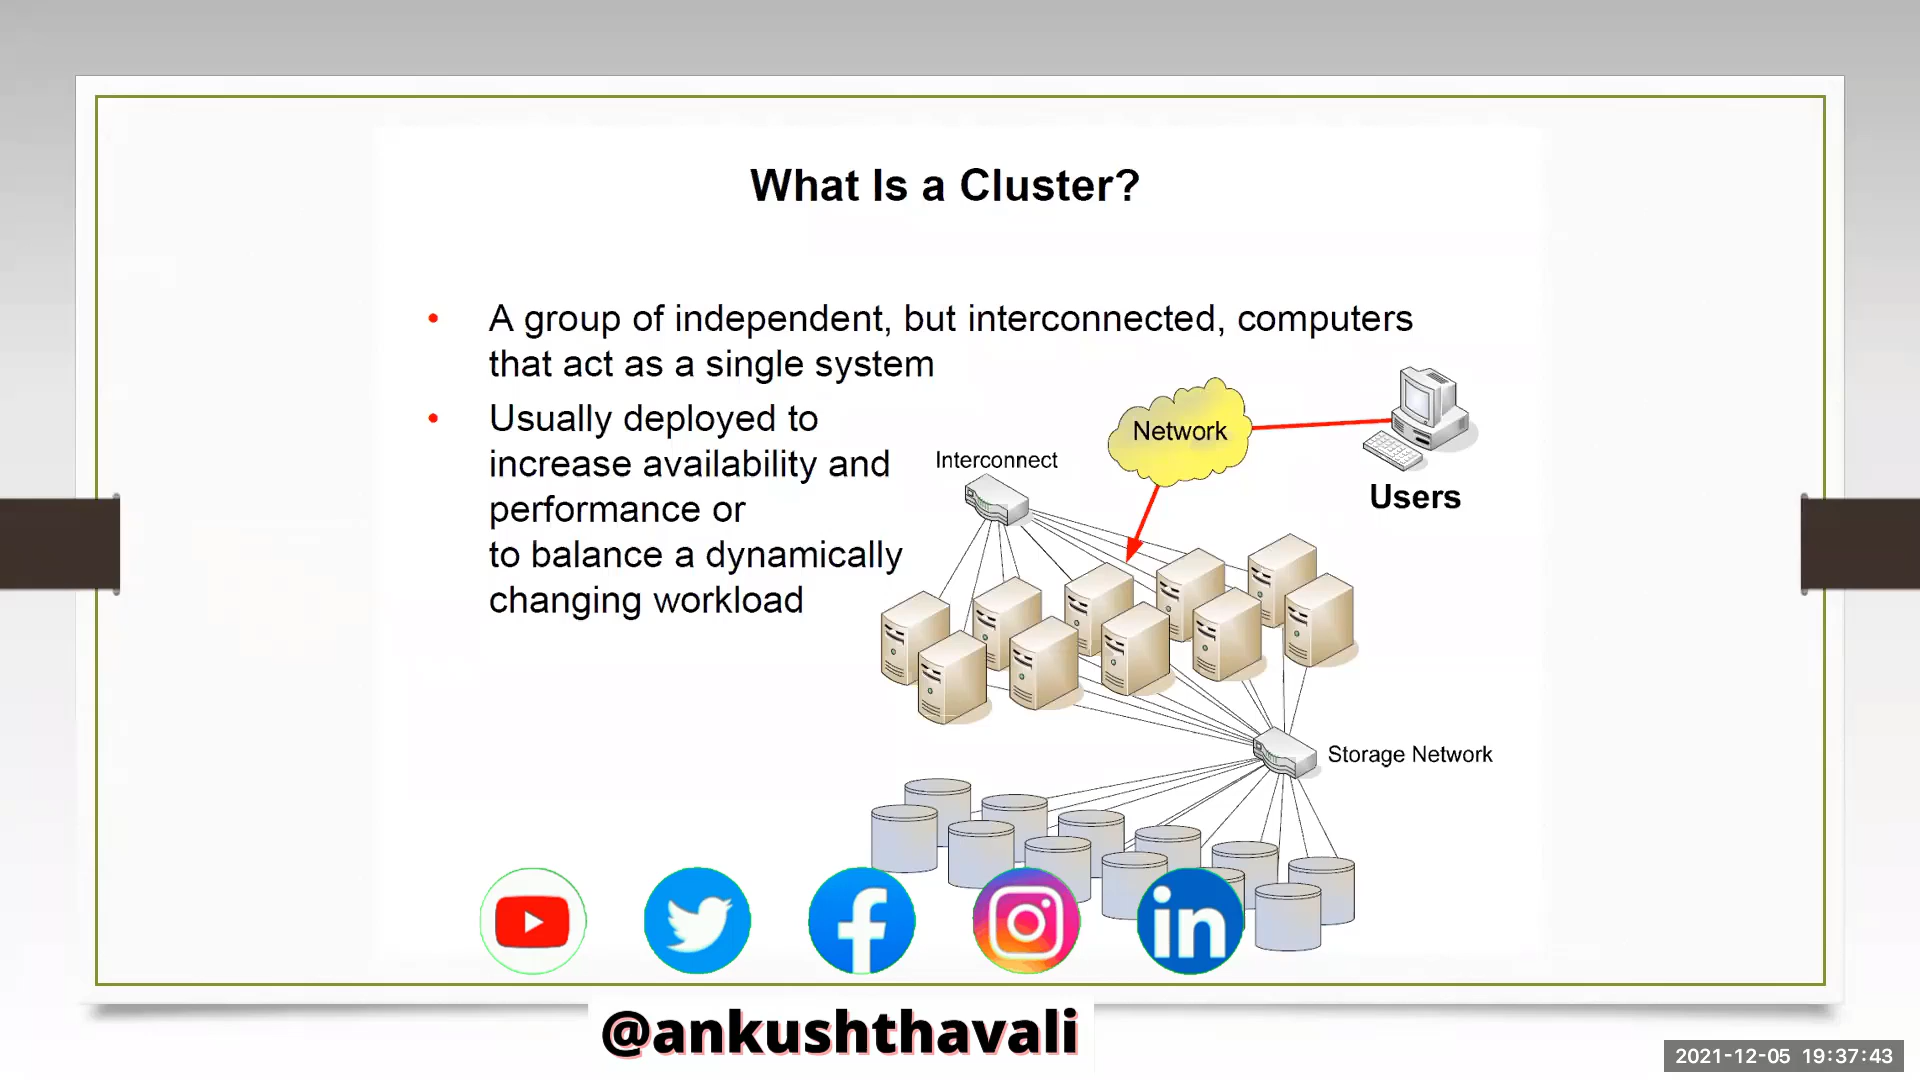 What Is a Cluster?
• A group of independent, but interconnected, computers
that act as a single system
• Usually deployed to
increase availability and
performance or
to balance a dynamically
changing workload
Interconnect
Network
Users
Storage Network
@ankushthavali
2021-12-05 19:37:43